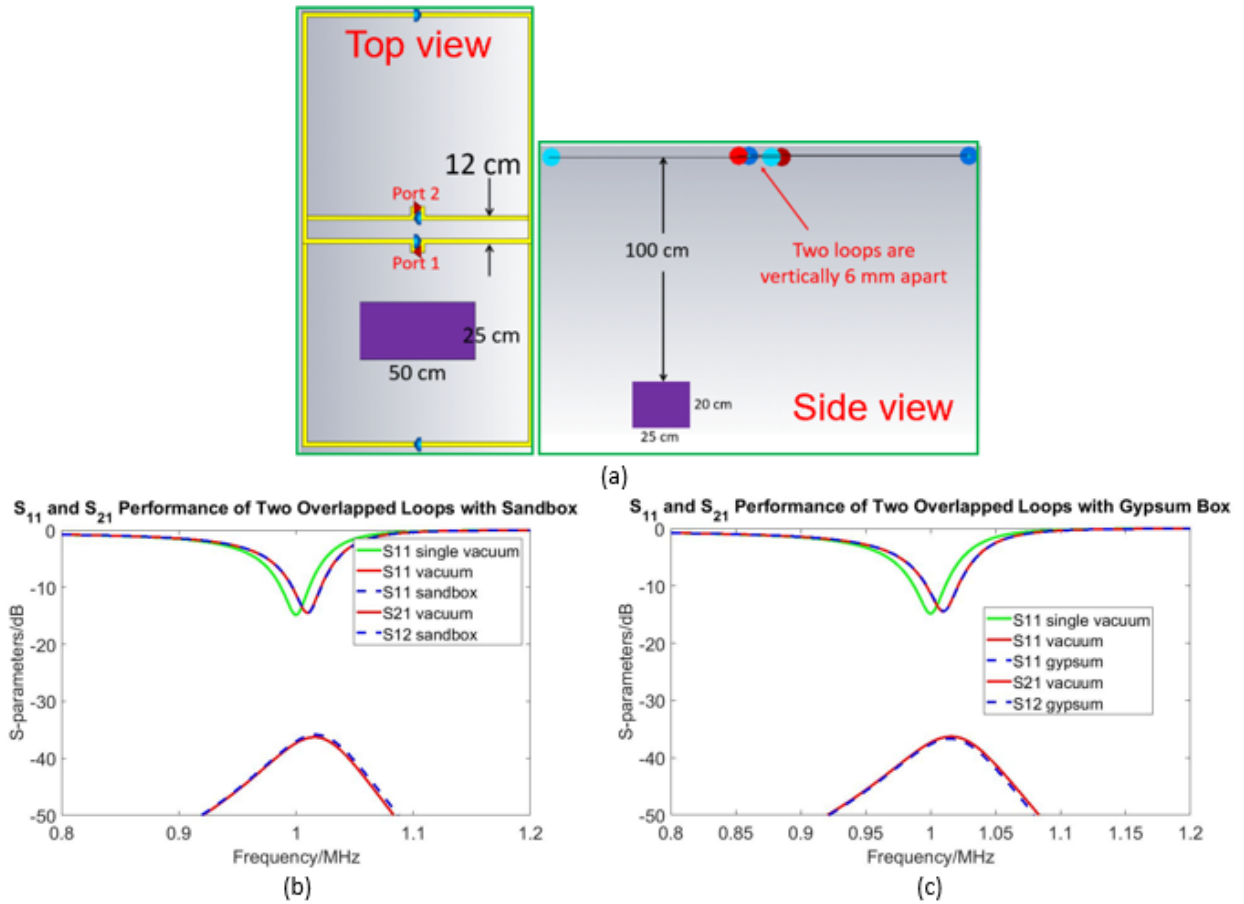 Top view
12 cm
Port 2
Port 1
25 cm
50 cm
100 cm
Two loops are
vertically 6 mm apart
20 cm
25 cm
Side view
(a)
S11 and S21 Performance of Two Overlapped Loops with Sandbox
S-parameters/dB
0
-10
-20
-30
-40
-50
S11 single vacuum
S11 vacuum
S11 sandbox
S21 vacuum
S12 sandbox
0.8
0.9
1
1.1
1.2
Frequency/MHz
(b)
S11 and S21 Performance of Two Overlapped Loops with Gypsum Box
S-parameters/dB
0
-10
-20
-30
-40
-50
S11 single vacuum
S11 vacuum
S11 gypsum
S21 vacuum
S12 gypsum
0.8
0.85
0.9
0.95
1
1.05
1.1
1.15
1.2
Frequency/MHz
(c)